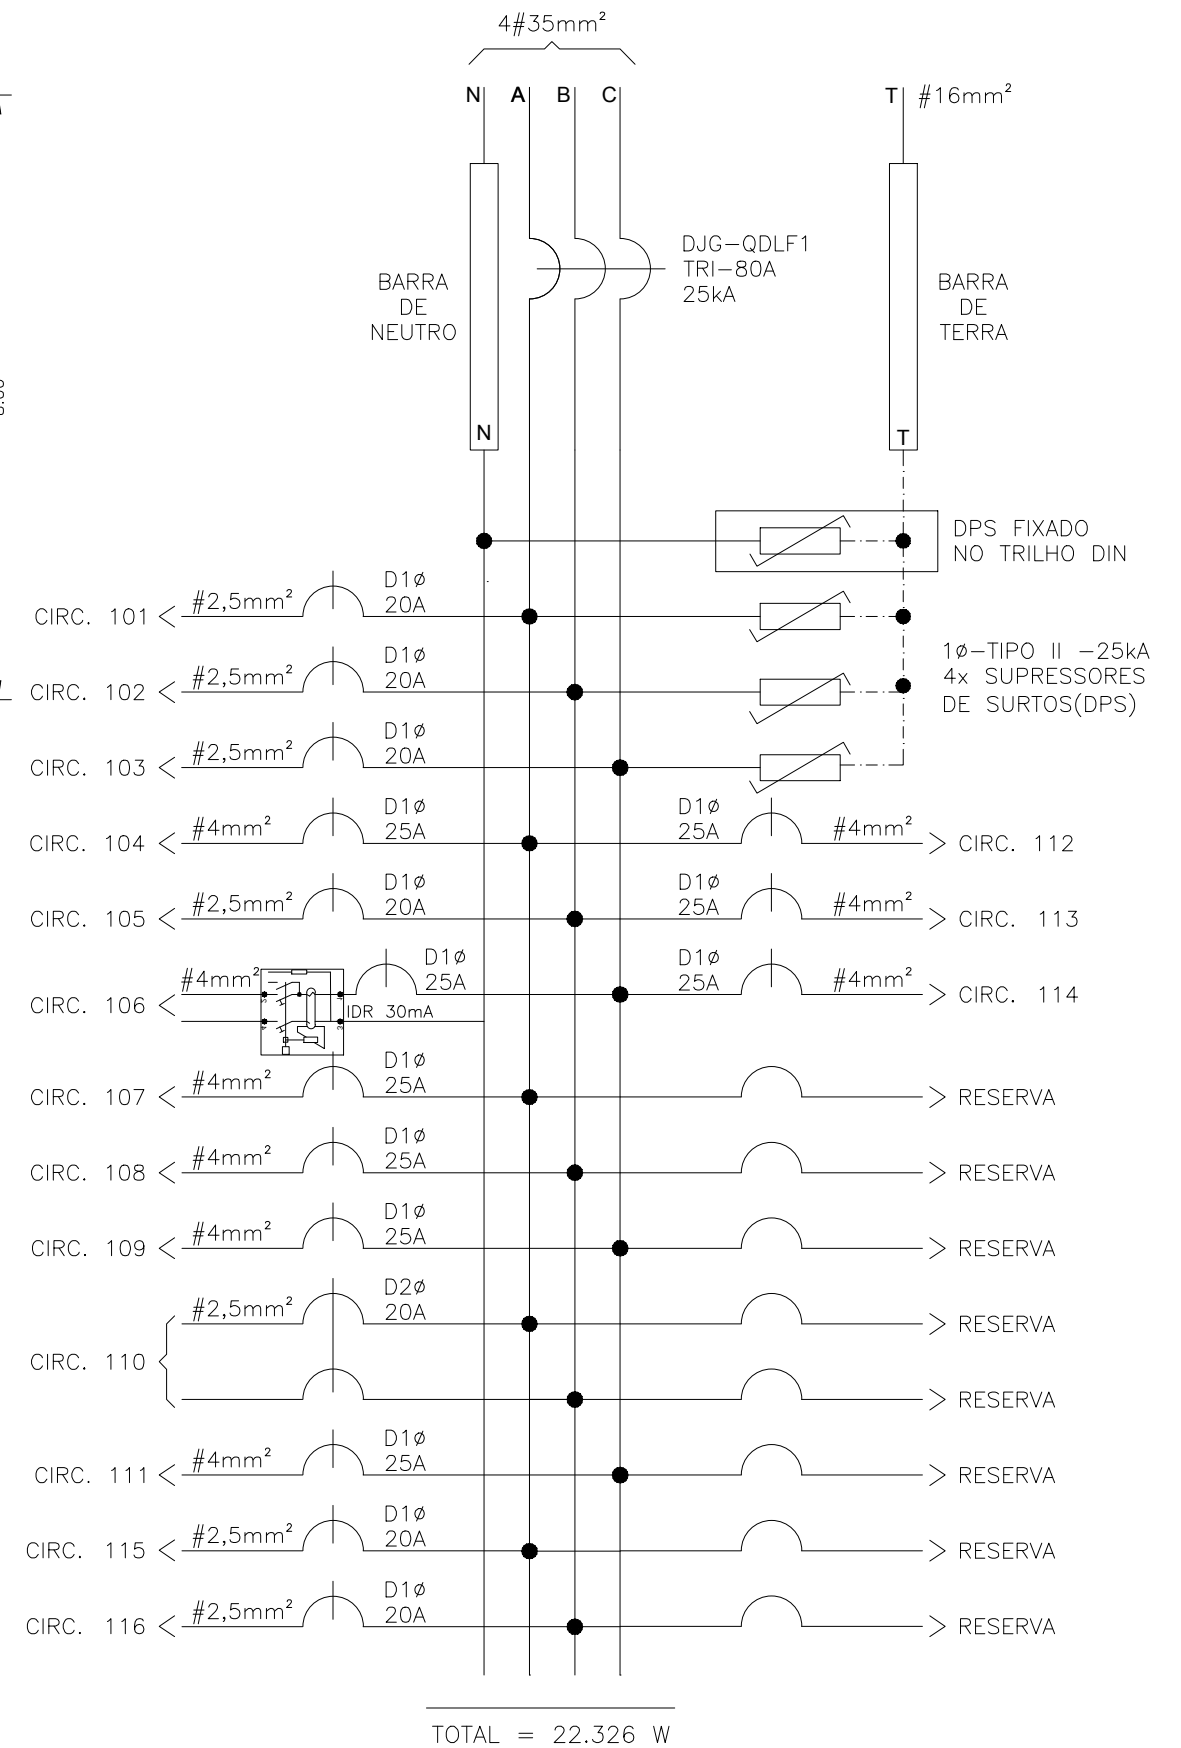 4#35mm²
N A B C
T #16mm²
DJG-QDLF1
TRI-80A
25kA
BARRA
DE
NEUTRO
BARRA
DE
TERRA
N
T
DPS FIXADO
NO TRILHO DIN
CIRC. 101 #2,5mm² D1ø 20A
1ø-TIPO II -25kA
4x SUPRESSORES
DE SURTOS(DPS)
CIRC. 102 #2,5mm² D1ø 20A
CIRC. 103 #2,5mm² D1ø 20A
CIRC. 104 #4mm² D1ø 25A D1ø 25A #4mm² CIRC. 112
CIRC. 105 #2,5mm² D1ø 20A D1ø 25A #4mm² CIRC. 113
CIRC. 106 #4mm² D1ø 25A D1ø 25A #4mm² CIRC. 114
IDR 30mA
CIRC. 107 #4mm² D1ø 25A RESERVA
CIRC. 108 #4mm² D1ø 25A RESERVA
CIRC. 109 #4mm² D1ø 25A RESERVA
CIRC. 110 #2,5mm² D2ø 20A RESERVA
RESERVA
CIRC. 111 #4mm² D1ø 25A RESERVA
CIRC. 115 #2,5mm² D1ø 20A RESERVA
CIRC. 116 #2,5mm² D1ø 20A RESERVA
TOTAL = 22.326 W